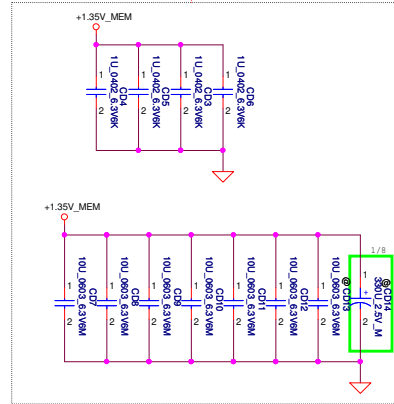 +1.35V_MEM
1
2
CD4
1U_0402_6.3V6K
1
2
CD5
1U_0402_6.3V6K
1
2
CD3
1U_0402_6.3V6K
1
2
CD6
1U_0402_6.3V6K
+1.35V_MEM
1
2
CD7
10U_0603_6.3V6M
1
2
CD8
10U_0603_6.3V6M
1
2
CD9
10U_0603_6.3V6M
1
2
CD10
10U_0603_6.3V6M
1
2
CD11
10U_0603_6.3V6M
1
2
CD12
10U_0603_6.3V6M
1
2
@CD13
10U_0603_6.3V6M
1/8
1
+
2
@CD14
330U_2.5V_M